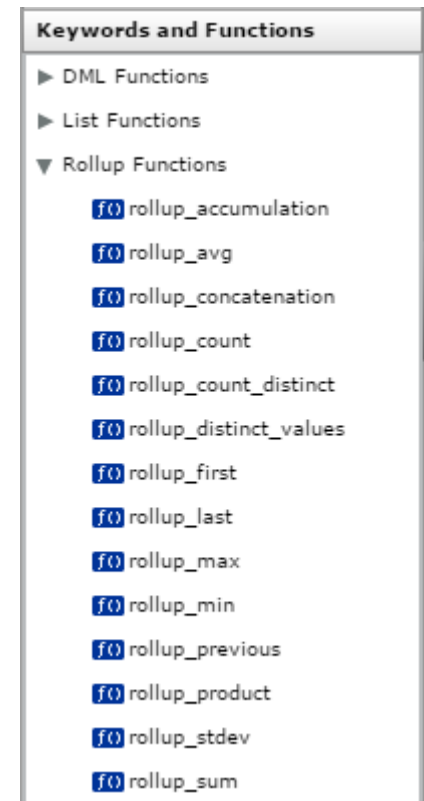 Keywords and Functions
DML Functions
List Functions
Rollup Functions
f() rollup_accumulation
f() rollup_avg
f() rollup_concatenation
f() rollup_count
f() rollup_count_distinct
f() rollup_distinct_values
f() rollup_first
f() rollup_last
f() rollup_max
f() rollup_min
f() rollup_previous
f() rollup_product
f() rollup_stdev
f() rollup_sum